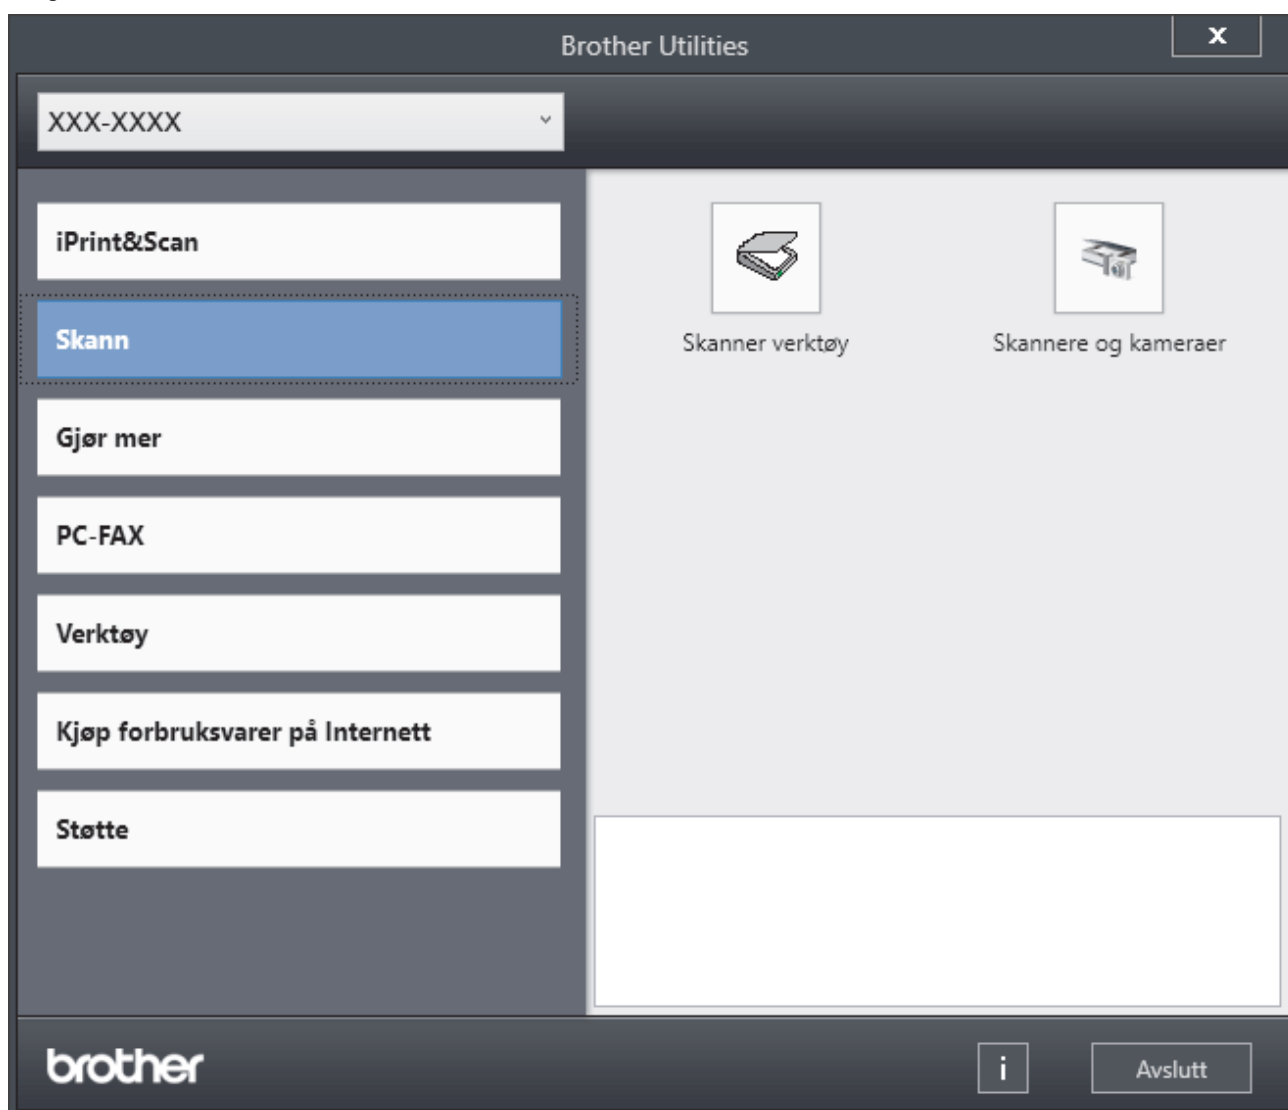 Brother Utilities
X
XXX-XXXX
iPrint&Scan
Skann
Gjør mer
PC-FAX
Verktøy
Kjøp forbruksvarer på Internett
Støtte
Skanner verktøy
Skannere og kameraer
brother
i
Avslutt